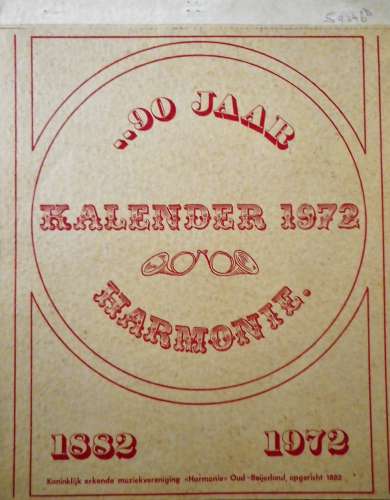 ..90 JAAR
KALENDER 1972
HARMONIE.
1882 1972
Koninklijk erkende muziekvereniging «Harmonie» Oud-Beijerland, opgericht 1882